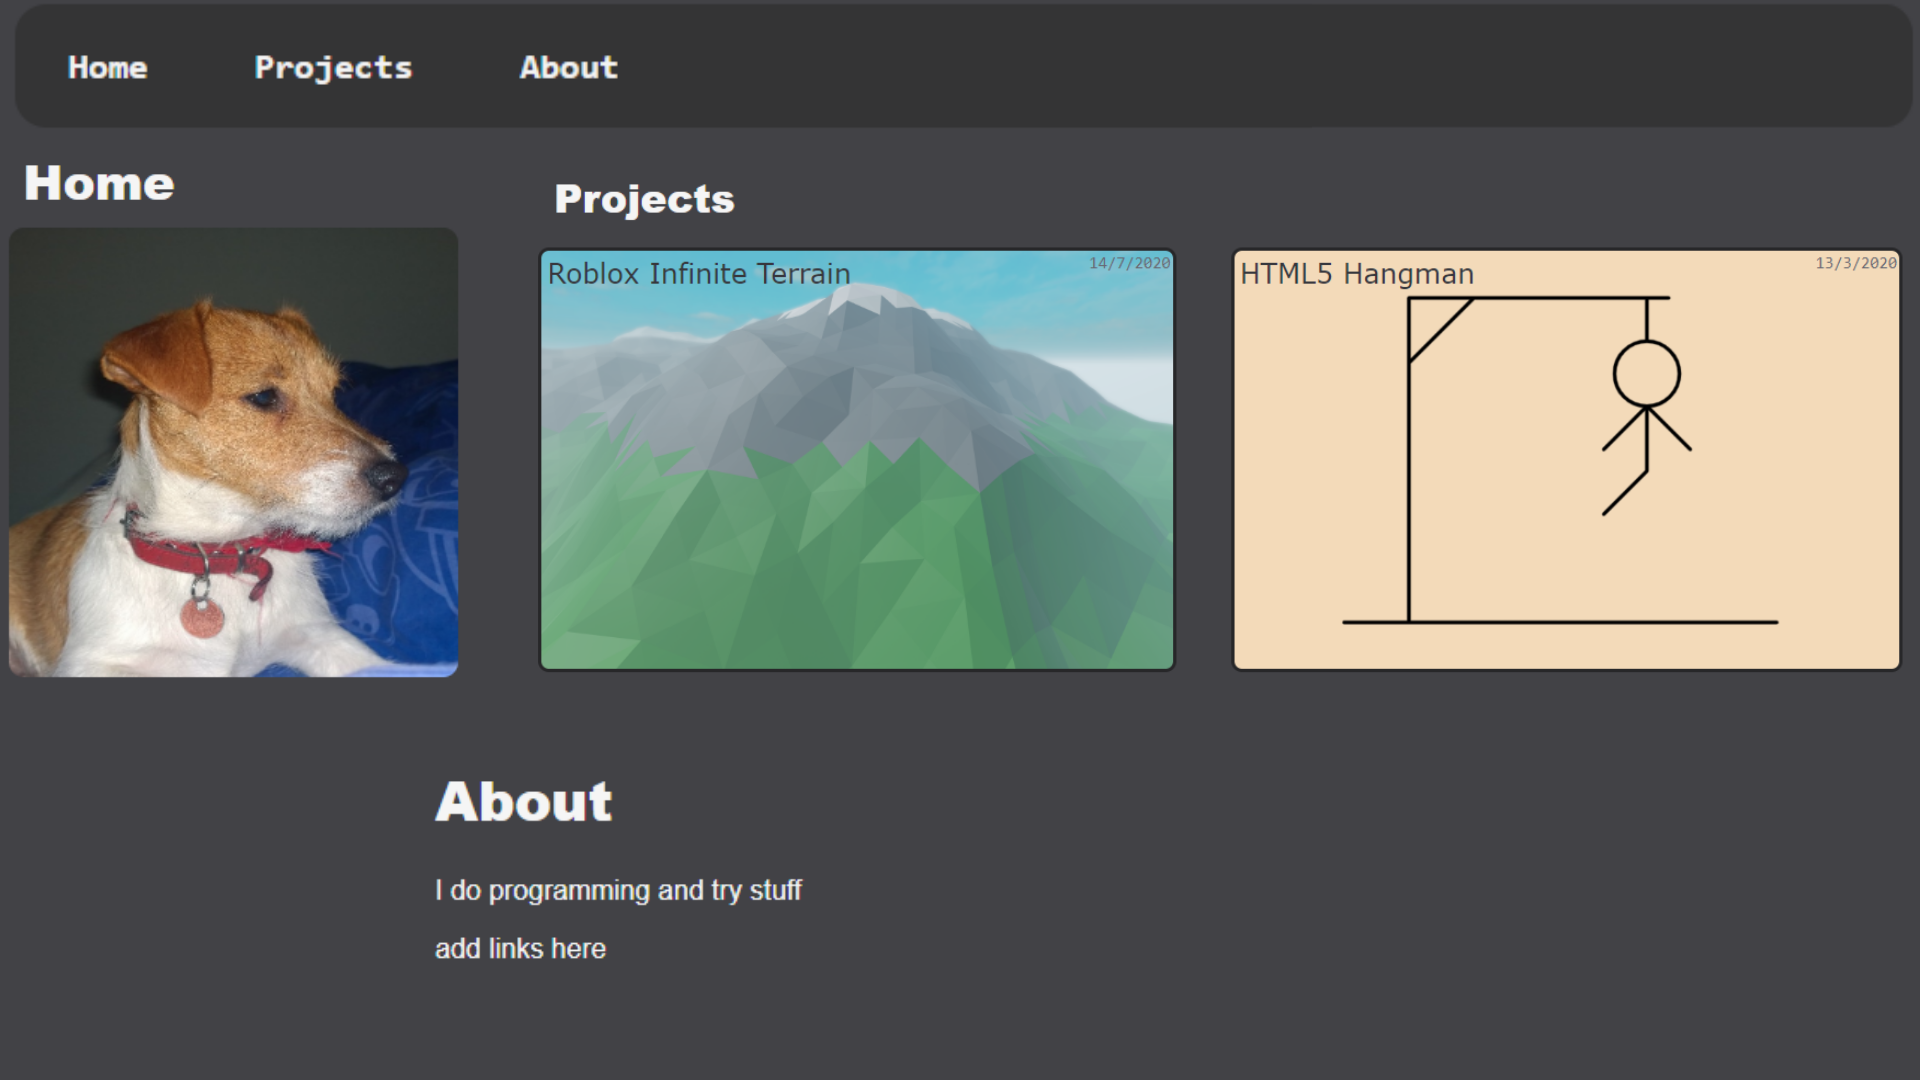 Home Projects About
Home
Projects
Roblox Infinite Terrain 14/7/2020
HTML5 Hangman 13/3/2020
About
I do programming and try stuff
add links here